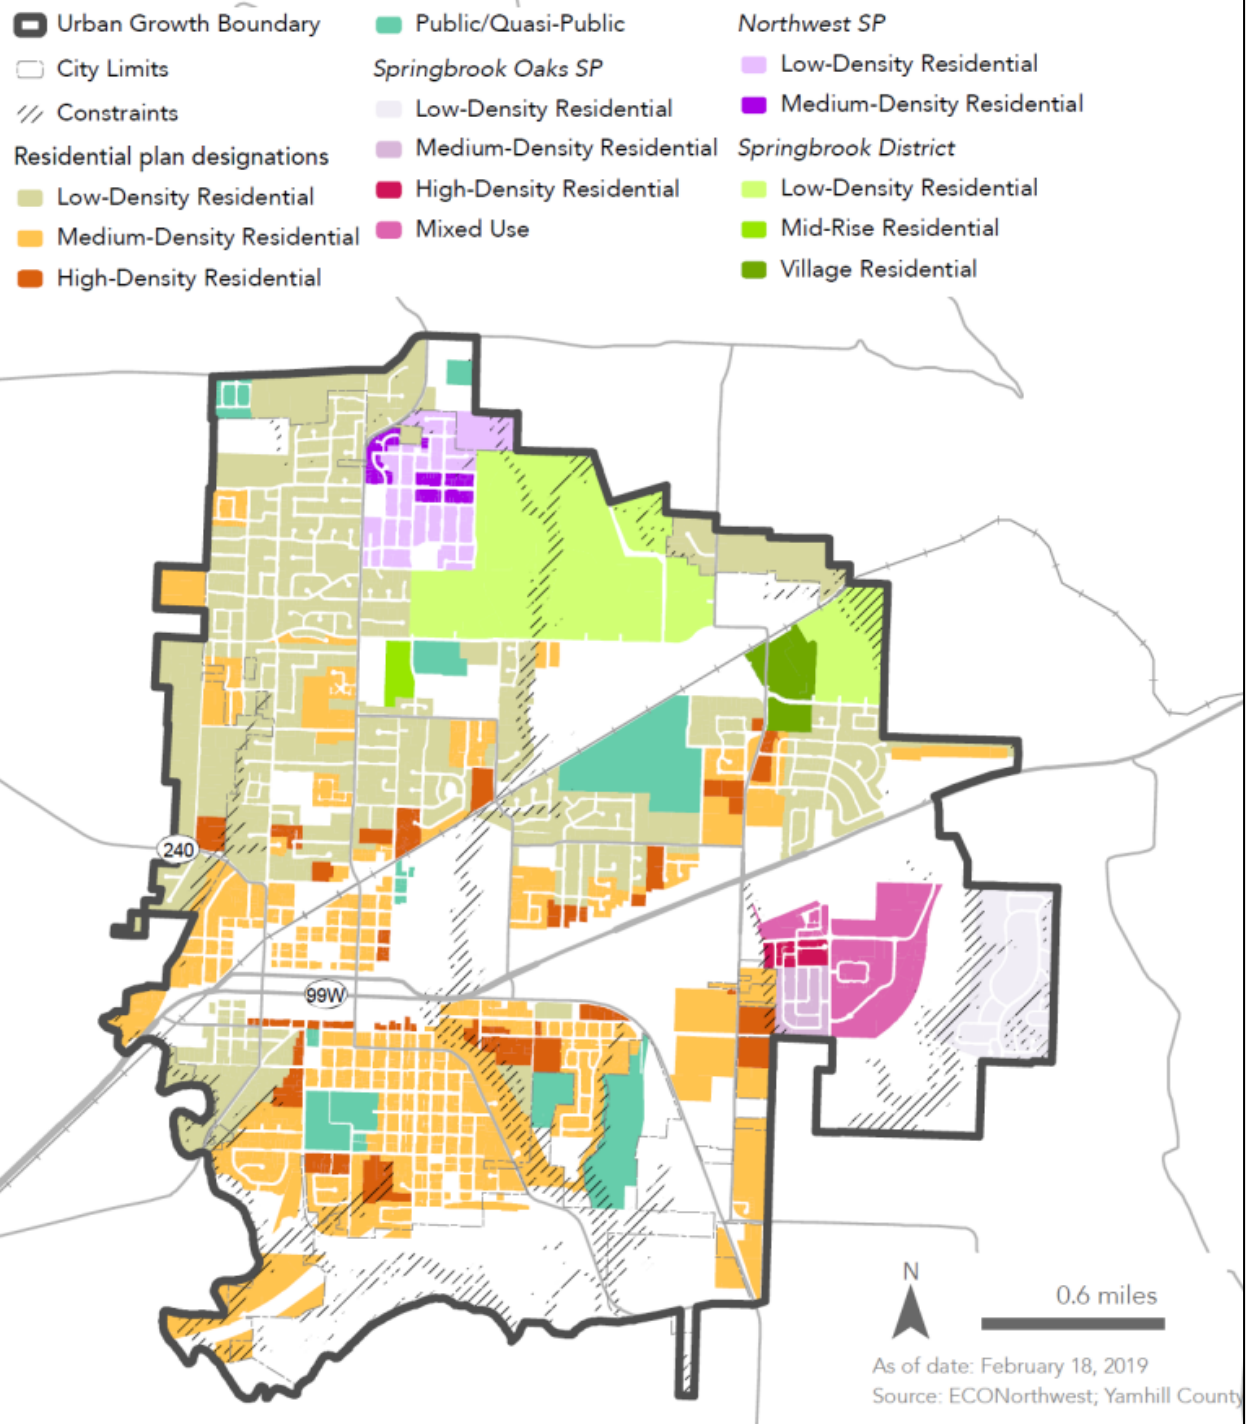 Urban Growth Boundary
City Limits
Constraints
Residential plan designations
Low-Density Residential
Medium-Density Residential
High-Density Residential
Public/Quasi-Public
Springbrook Oaks SP
Low-Density Residential
Medium-Density Residential
High-Density Residential
Mixed Use
Northwest SP
Low-Density Residential
Medium-Density Residential
Springbrook District
Low-Density Residential
Mid-Rise Residential
Village Residential
240
99W
N
0.6 miles
As of date: February 18, 2019
Source: ECONorthwest; Yamhill County